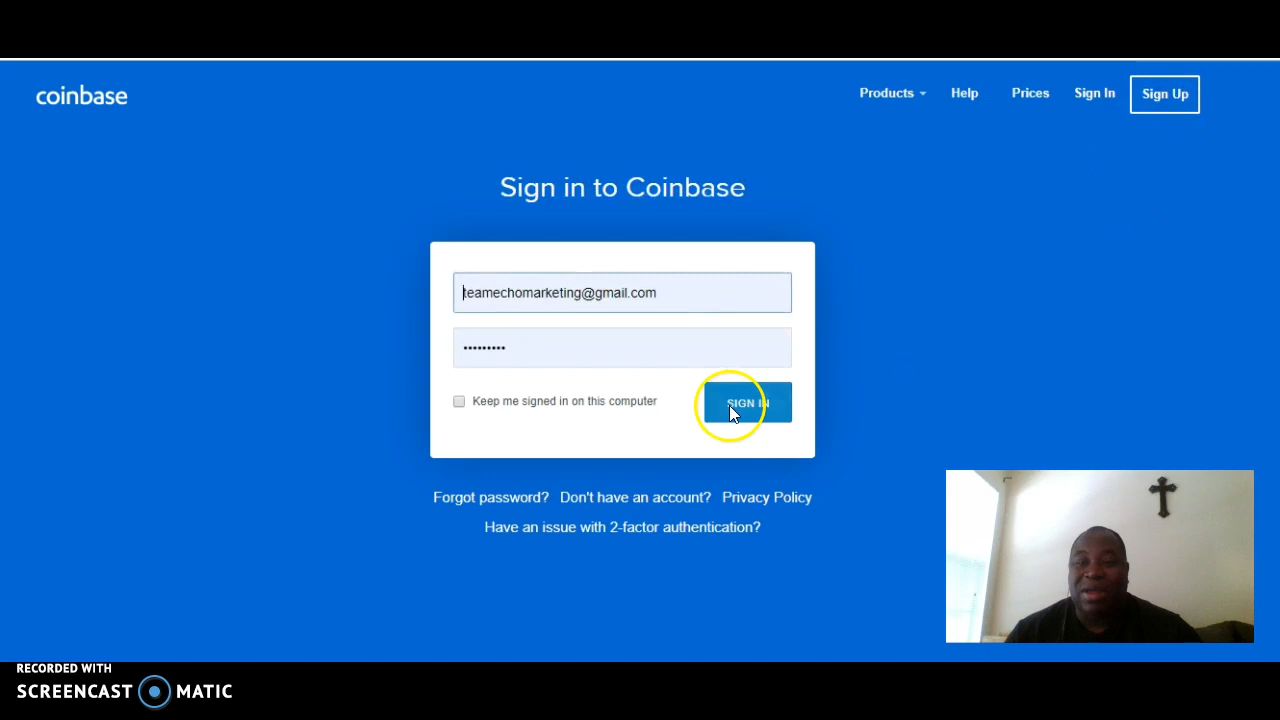 coinbase
Products Help Prices Sign In Sign Up
Sign in to Coinbase
teamechomarketing@gmail.com
•••••••••
Keep me signed in on this computer SIGN IN
Forgot password? Don't have an account? Privacy Policy
Have an issue with 2-factor authentication?
RECORDED WITH
SCREENCAST MATIC